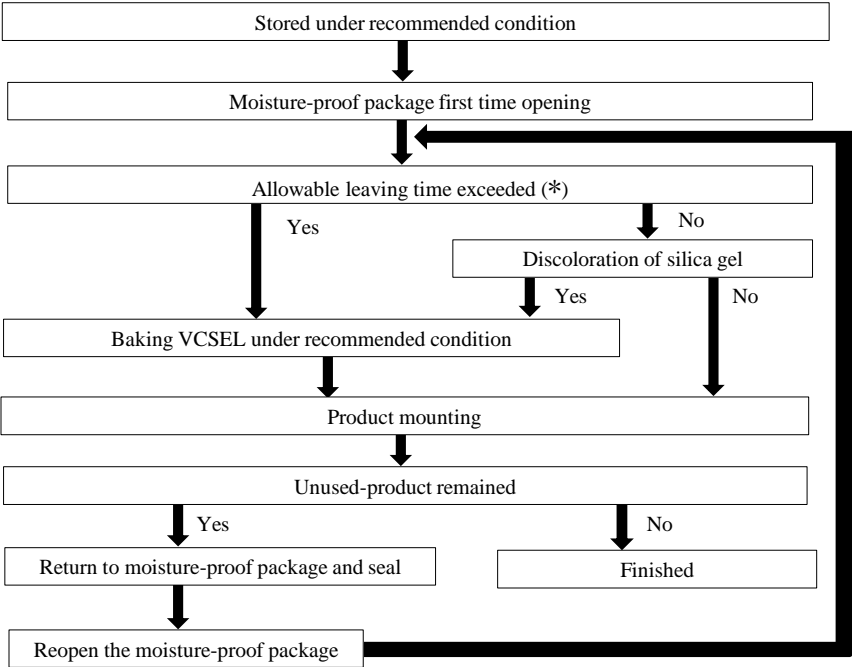 Stored under recommended condition
Moisture-proof package first time opening
Allowable leaving time exceeded (*)
Yes
No
Discoloration of silica gel
Yes
No
Baking VCSEL under recommended condition
Product mounting
Unused-product remained
Yes
No
Return to moisture-proof package and seal
Finished
Reopen the moisture-proof package